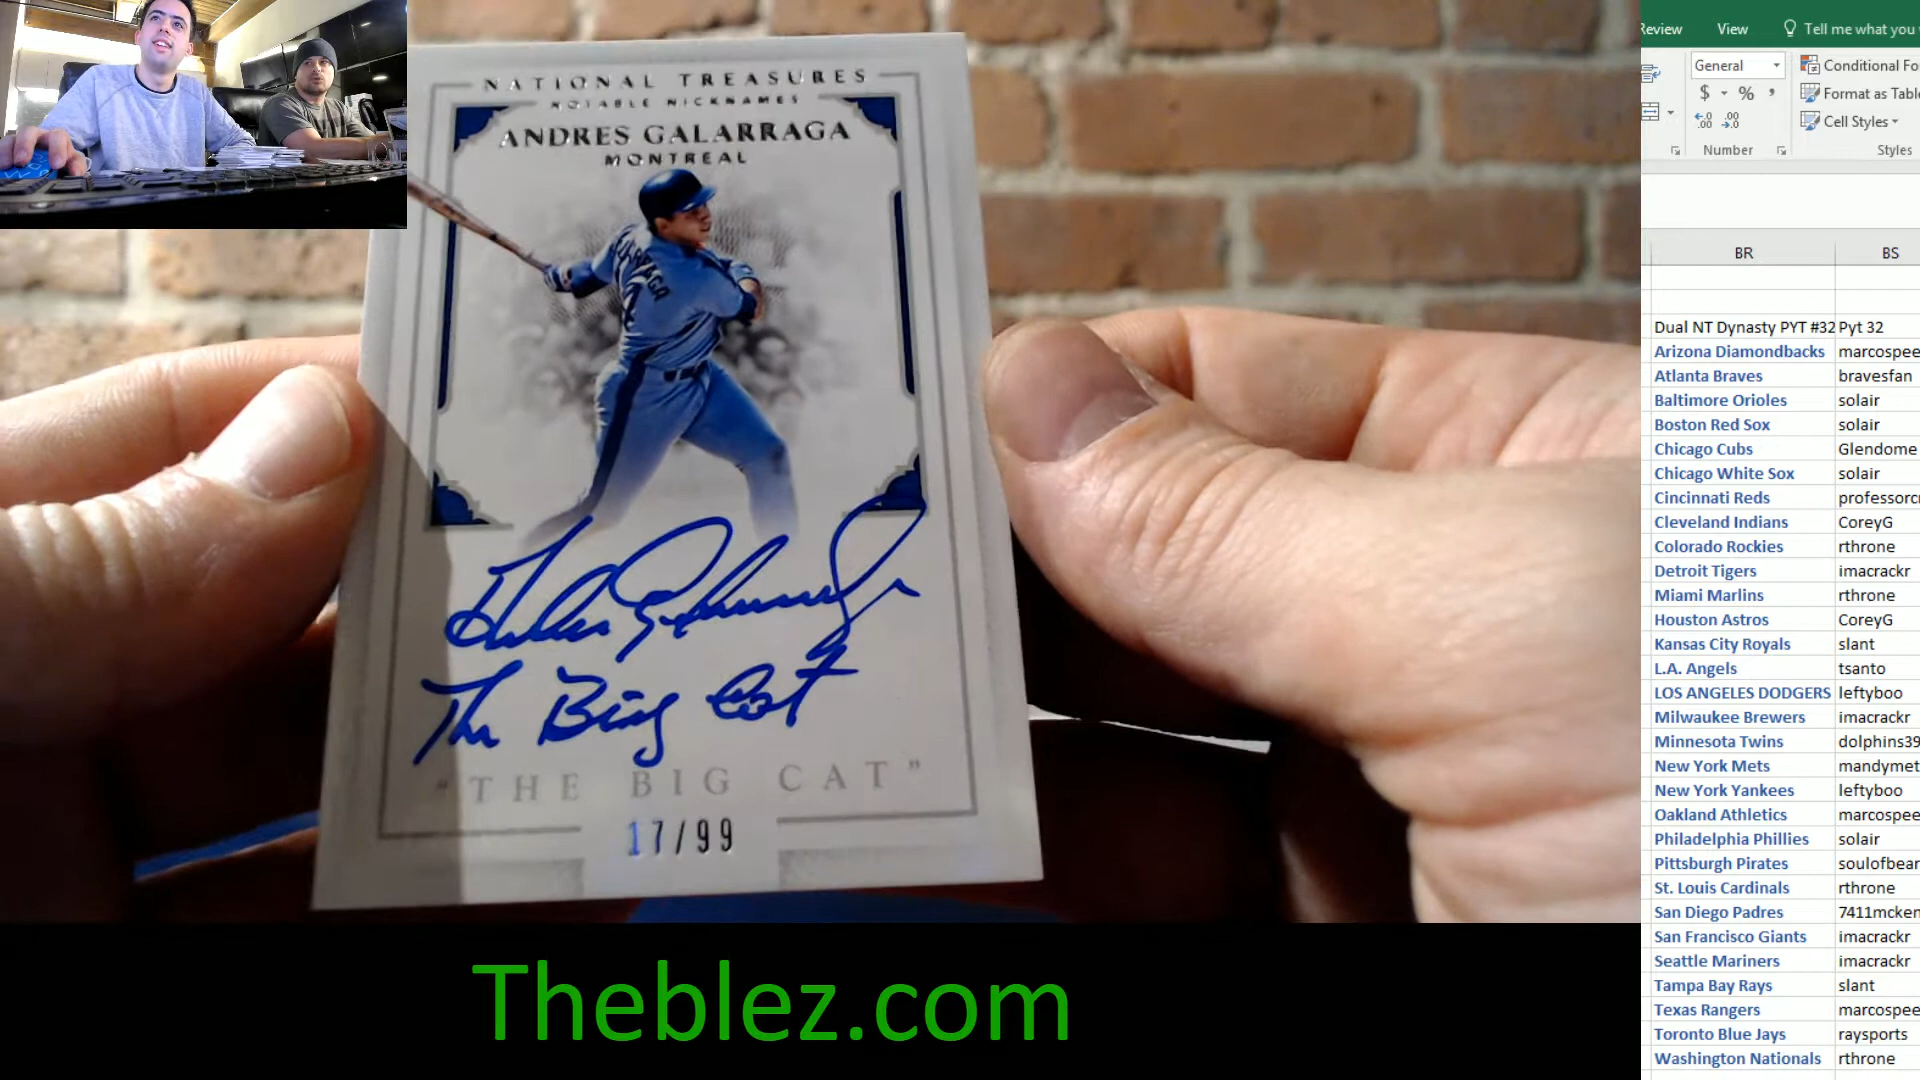 NATIONAL TREASURES
NOTABLE NICKNAMES
ANDRES GALARRAGA
MONTREAL
The Big Cat
"THE BIG CAT"
17/99
Theblez.com
Review View Tell me what you
General Conditional Fo
$ % , Format as Table
.00 .00 Cell Styles
Number Styles
BR BS
Dual NT Dynasty PYT #32 Pyt 32
Arizona Diamondbacks marcospee
Atlanta Braves bravesfan
Baltimore Orioles solair
Boston Red Sox solair
Chicago Cubs Glendome
Chicago White Sox solair
Cincinnati Reds professorcr
Cleveland Indians CoreyG
Colorado Rockies rthrone
Detroit Tigers imacrackr
Miami Marlins rthrone
Houston Astros CoreyG
Kansas City Royals slant
L.A. Angels tsanto
LOS ANGELES DODGERS leftyboo
Milwaukee Brewers imacrackr
Minnesota Twins dolphins39
New York Mets mandymet
New York Yankees leftyboo
Oakland Athletics marcospee
Philadelphia Phillies solair
Pittsburgh Pirates soulofbear
St. Louis Cardinals rthrone
San Diego Padres 7411mcken
San Francisco Giants imacrackr
Seattle Mariners imacrackr
Tampa Bay Rays slant
Texas Rangers marcospee
Toronto Blue Jays raysports
Washington Nationals rthrone